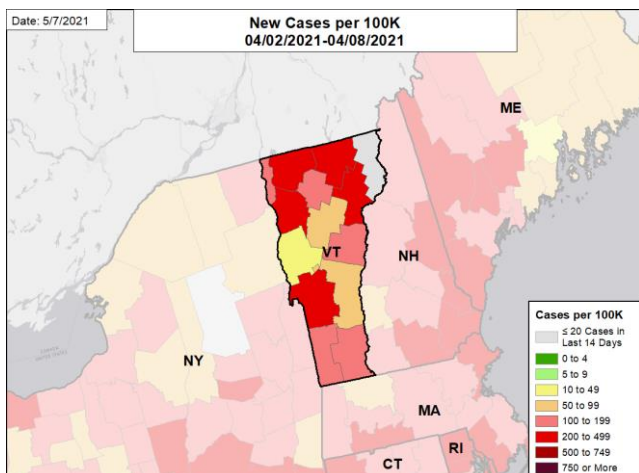 Date: 5/7/2021
New Cases per 100K
04/02/2021-04/08/2021
ME
VT
NH
NY
MA
CT
RI
Cases per 100K
≤ 20 Cases in
Last 14 Days
0 to 4
5 to 9
10 to 49
50 to 99
100 to 199
200 to 499
500 to 749
750 or More